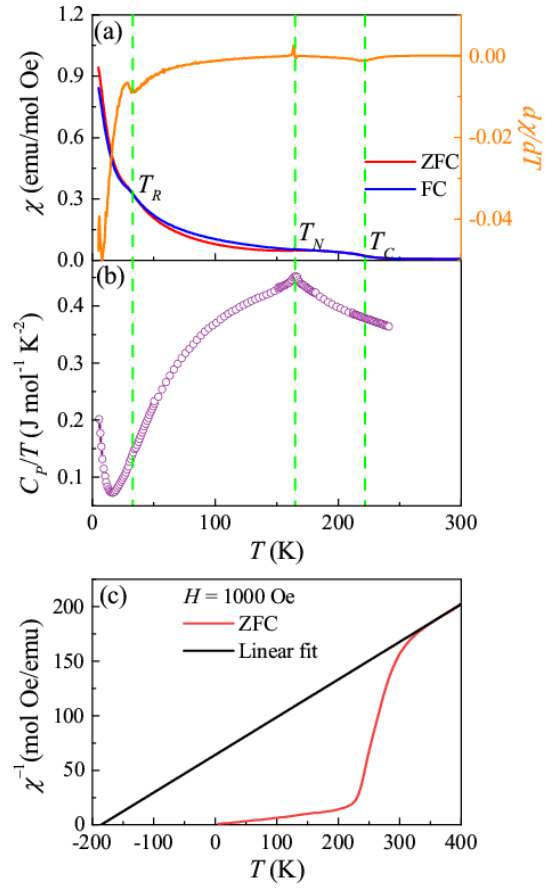 (a)
1.2
0.9
0.6
0.3
0.0
χ (emu/mol Oe)
0.00
-0.02
-0.04
dχ/dT
ZFC
FC
T_R
T_N
T_C
(b)
0.4
0.3
0.2
0.1
C_P/T (J mol⁻¹ K⁻²)
0 100 200 300
T (K)
(c)
H = 1000 Oe
ZFC
Linear fit
200
150
100
50
0
χ⁻¹ (mol Oe/emu)
-200 -100 0 100 200 300 400
T (K)